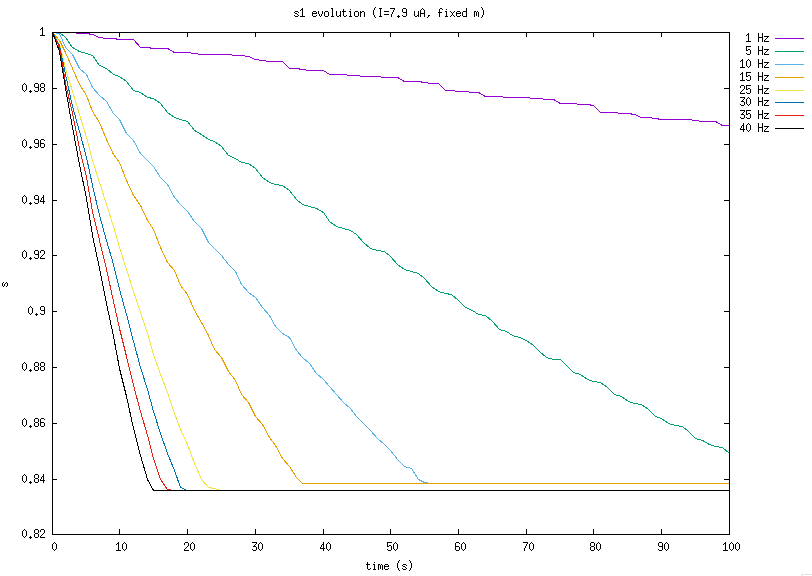 s1 evolution (I=7.9 uA, fixed m)
1 Hz
5 Hz
10 Hz
15 Hz
25 Hz
30 Hz
35 Hz
40 Hz
1
0.98
0.96
0.94
0.92
0.9
0.88
0.86
0.84
0.82
s
0 10 20 30 40 50 60 70 80 90 100
time (s)